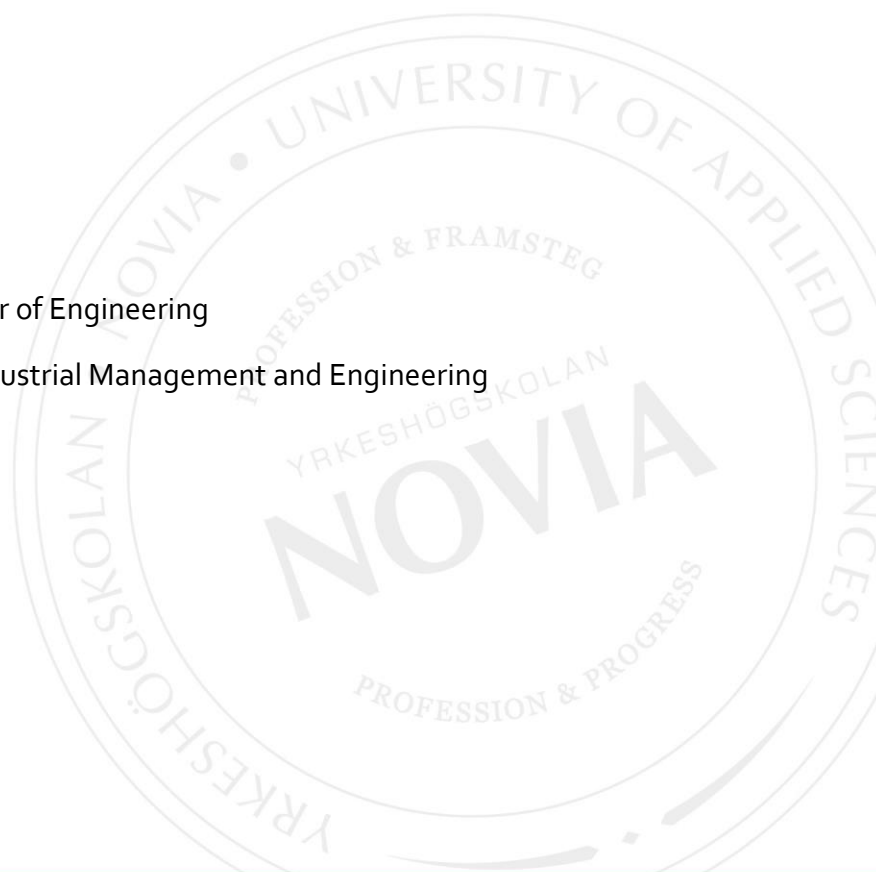 YRKESHÖGSKOLAN NOVIA • UNIVERSITY OF APPLIED SCIENCES
PROFESSION & FRAMSTEG
r of Engineering
ustrial Management and Engineering
YRKESHÖGSKOLAN
NOVIA
PROFESSION & PROGRESS